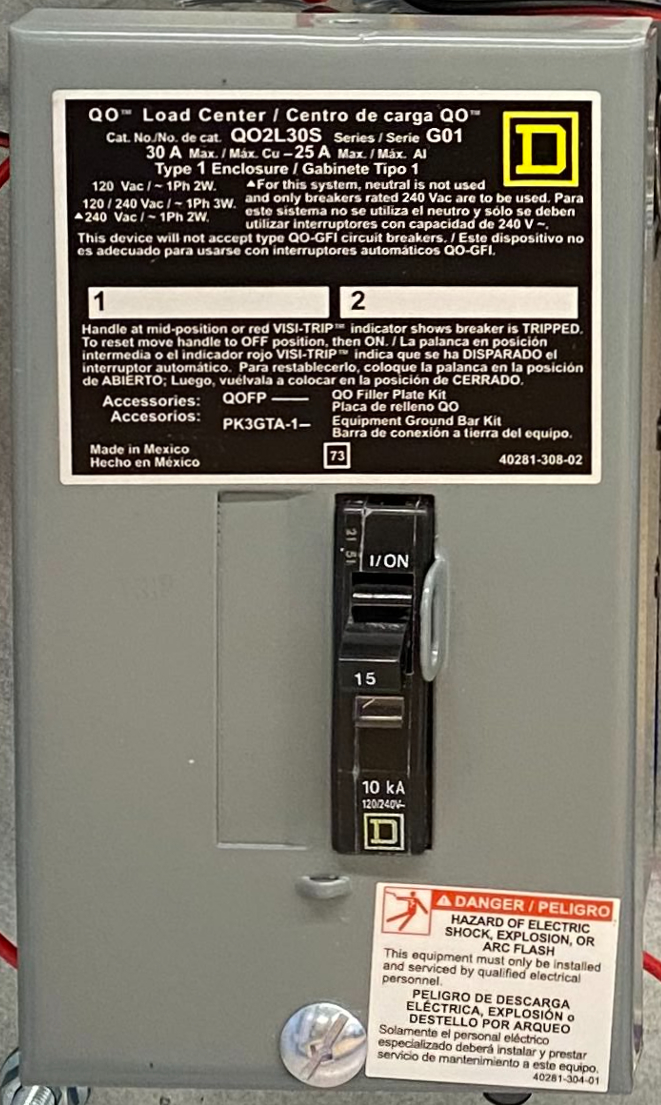 QO™ Load Center / Centro de carga QO™
Cat. No./No. de cat. QO2L30S Series / Serie G01
30 A Max. / Máx. Cu – 25 A Max. / Máx. Al
Type 1 Enclosure / Gabinete Tipo 1
120 Vac / ~ 1Ph 2W.
120 / 240 Vac / ~ 1Ph 3W.
▲240 Vac / ~ 1Ph 2W.
▲For this system, neutral is not used
and only breakers rated 240 Vac are to be used. Para
este sistema no se utiliza el neutro y sólo se deben
utilizar interruptores con capacidad de 240 V ~.
This device will not accept type QO-GFI circuit breakers. / Este dispositivo no
es adecuado para usarse con interruptores automáticos QO-GFI.
1 2
Handle at mid-position or red VISI-TRIP™ indicator shows breaker is TRIPPED.
To reset move handle to OFF position, then ON. / La palanca en posición
intermedia o el indicador rojo VISI-TRIP™ indica que se ha DISPARADO el
interruptor automático. Para restablecerlo, coloque la palanca en la posición
de ABIERTO; Luego, vuélvala a colocar en la posición de CERRADO.
Accessories:
Accesorios:
QOFP —— QO Filler Plate Kit
Placa de relleno QO
PK3GTA-1– Equipment Ground Bar Kit
Barra de conexión a tierra del equipo.
Made in Mexico
Hecho en México
73
40281-308-02
21 51
I/ON
15
10 kA
120/240V~
D
DANGER / PELIGRO
HAZARD OF ELECTRIC
SHOCK, EXPLOSION, OR
ARC FLASH
This equipment must only be installed
and serviced by qualified electrical
personnel.
PELIGRO DE DESCARGA
ELÉCTRICA, EXPLOSIÓN o
DESTELLO POR ARQUEO
Solamente el personal eléctrico
especializado deberá instalar y prestar
servicio de mantenimiento a este equipo.
40281-304-01